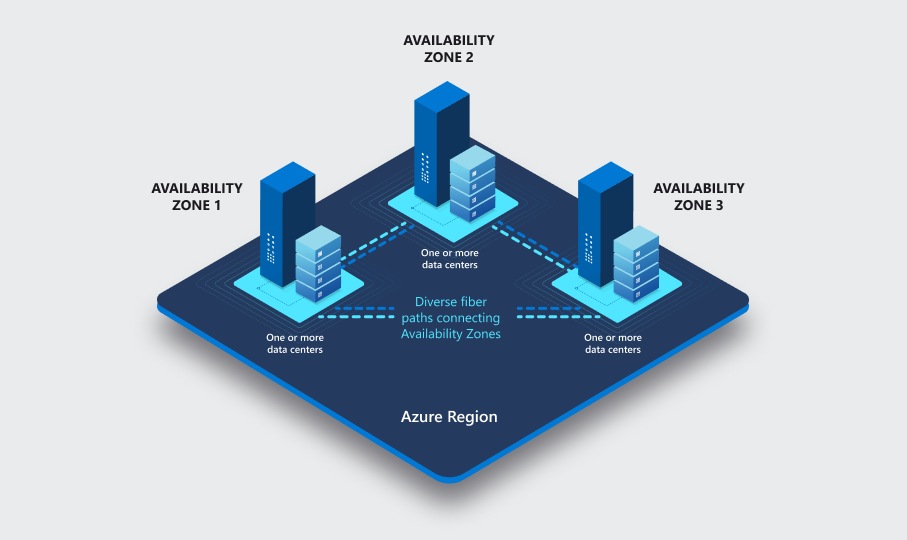 AVAILABILITY
ZONE 2
AVAILABILITY
ZONE 1
AVAILABILITY
ZONE 3
One or more
data centers
Diverse fiber
paths connecting
Availability Zones
One or more
data centers
One or more
data centers
Azure Region